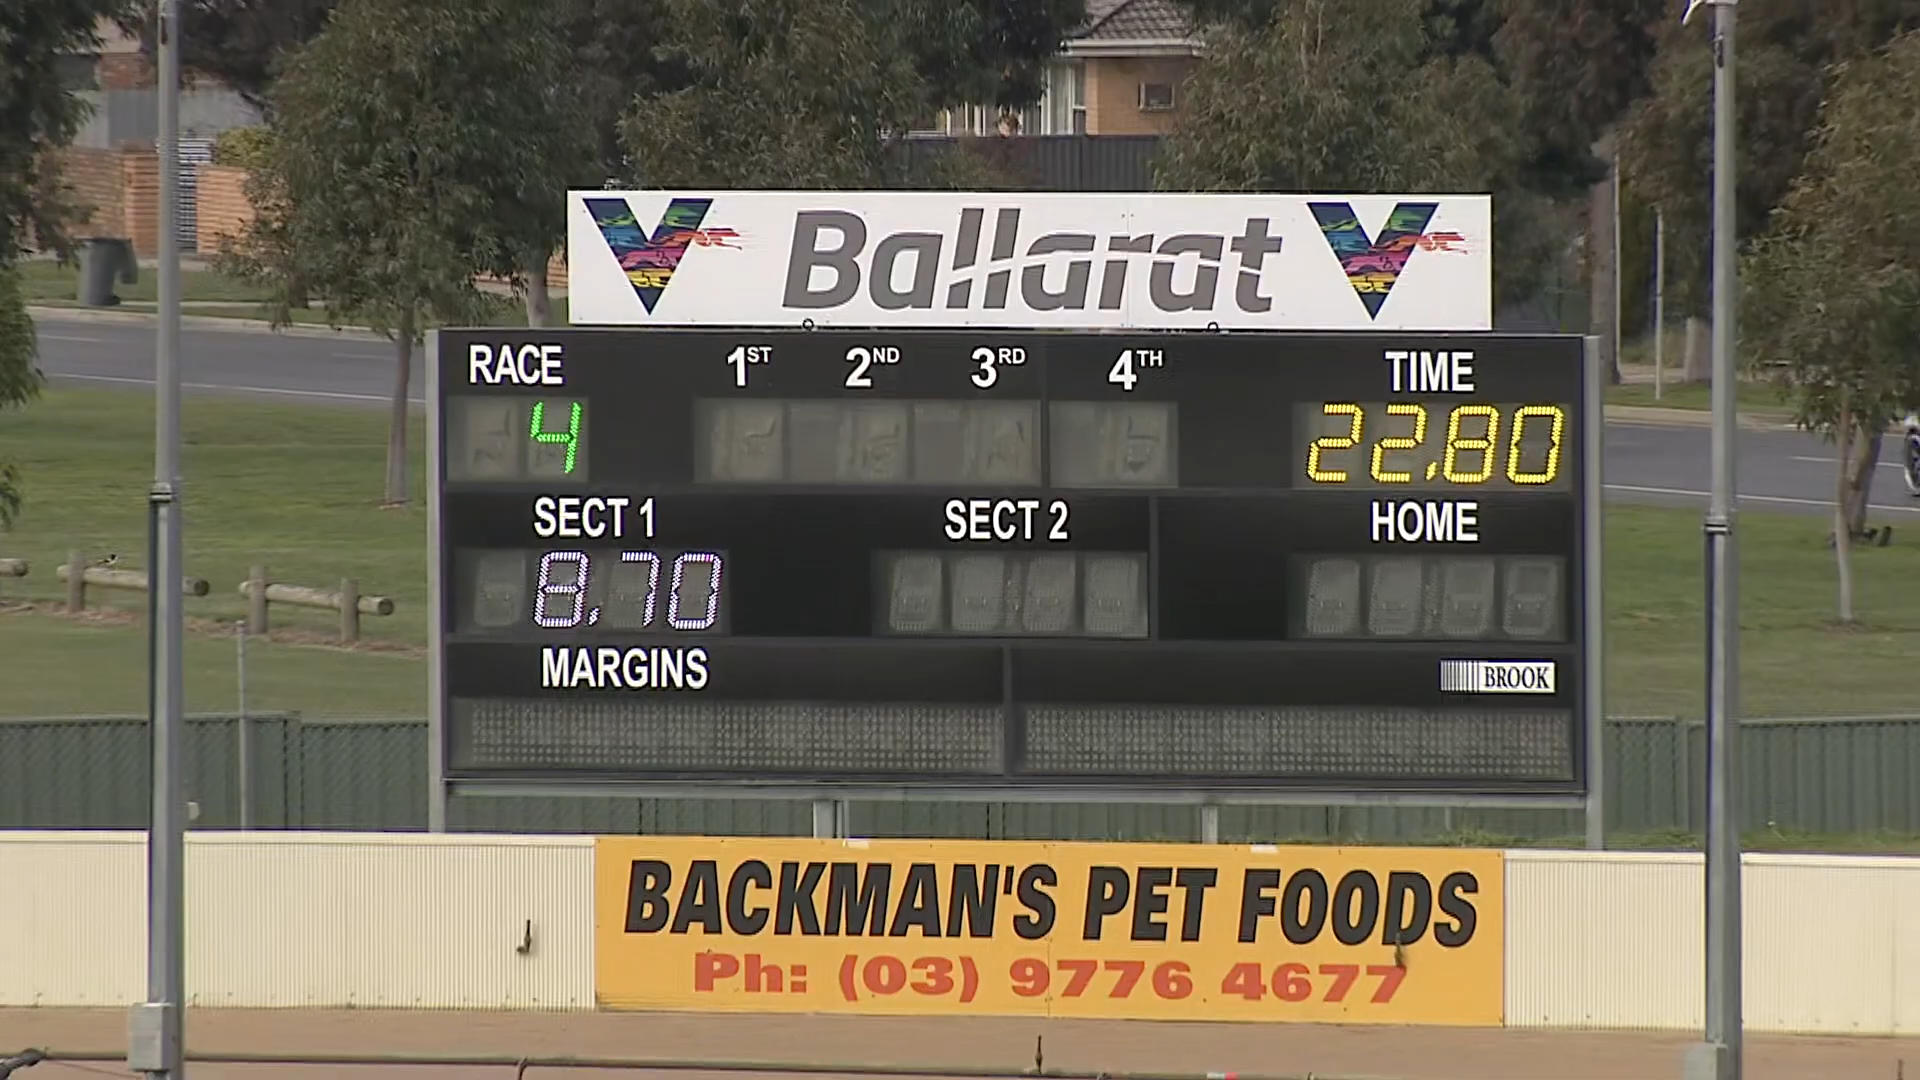 Ballarat
RACE 1ST 2ND 3RD 4TH TIME
4 22.80
SECT 1 SECT 2 HOME
8.70
MARGINS BROOK
BACKMAN'S PET FOODS
Ph: (03) 9776 4677